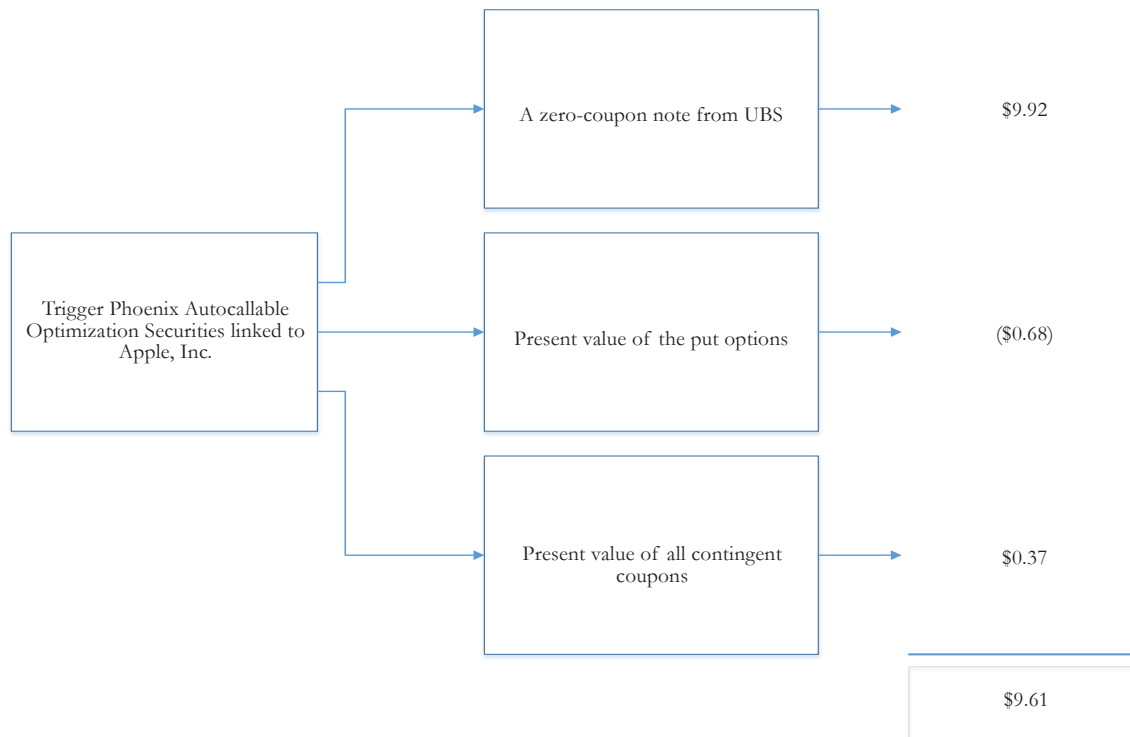 A zero-coupon note from UBS
$9.92
Trigger Phoenix Autocallable
Optimization Securities linked to
Apple, Inc.
Present value of the put options
($0.68)
Present value of all contingent
coupons
$0.37
$9.61